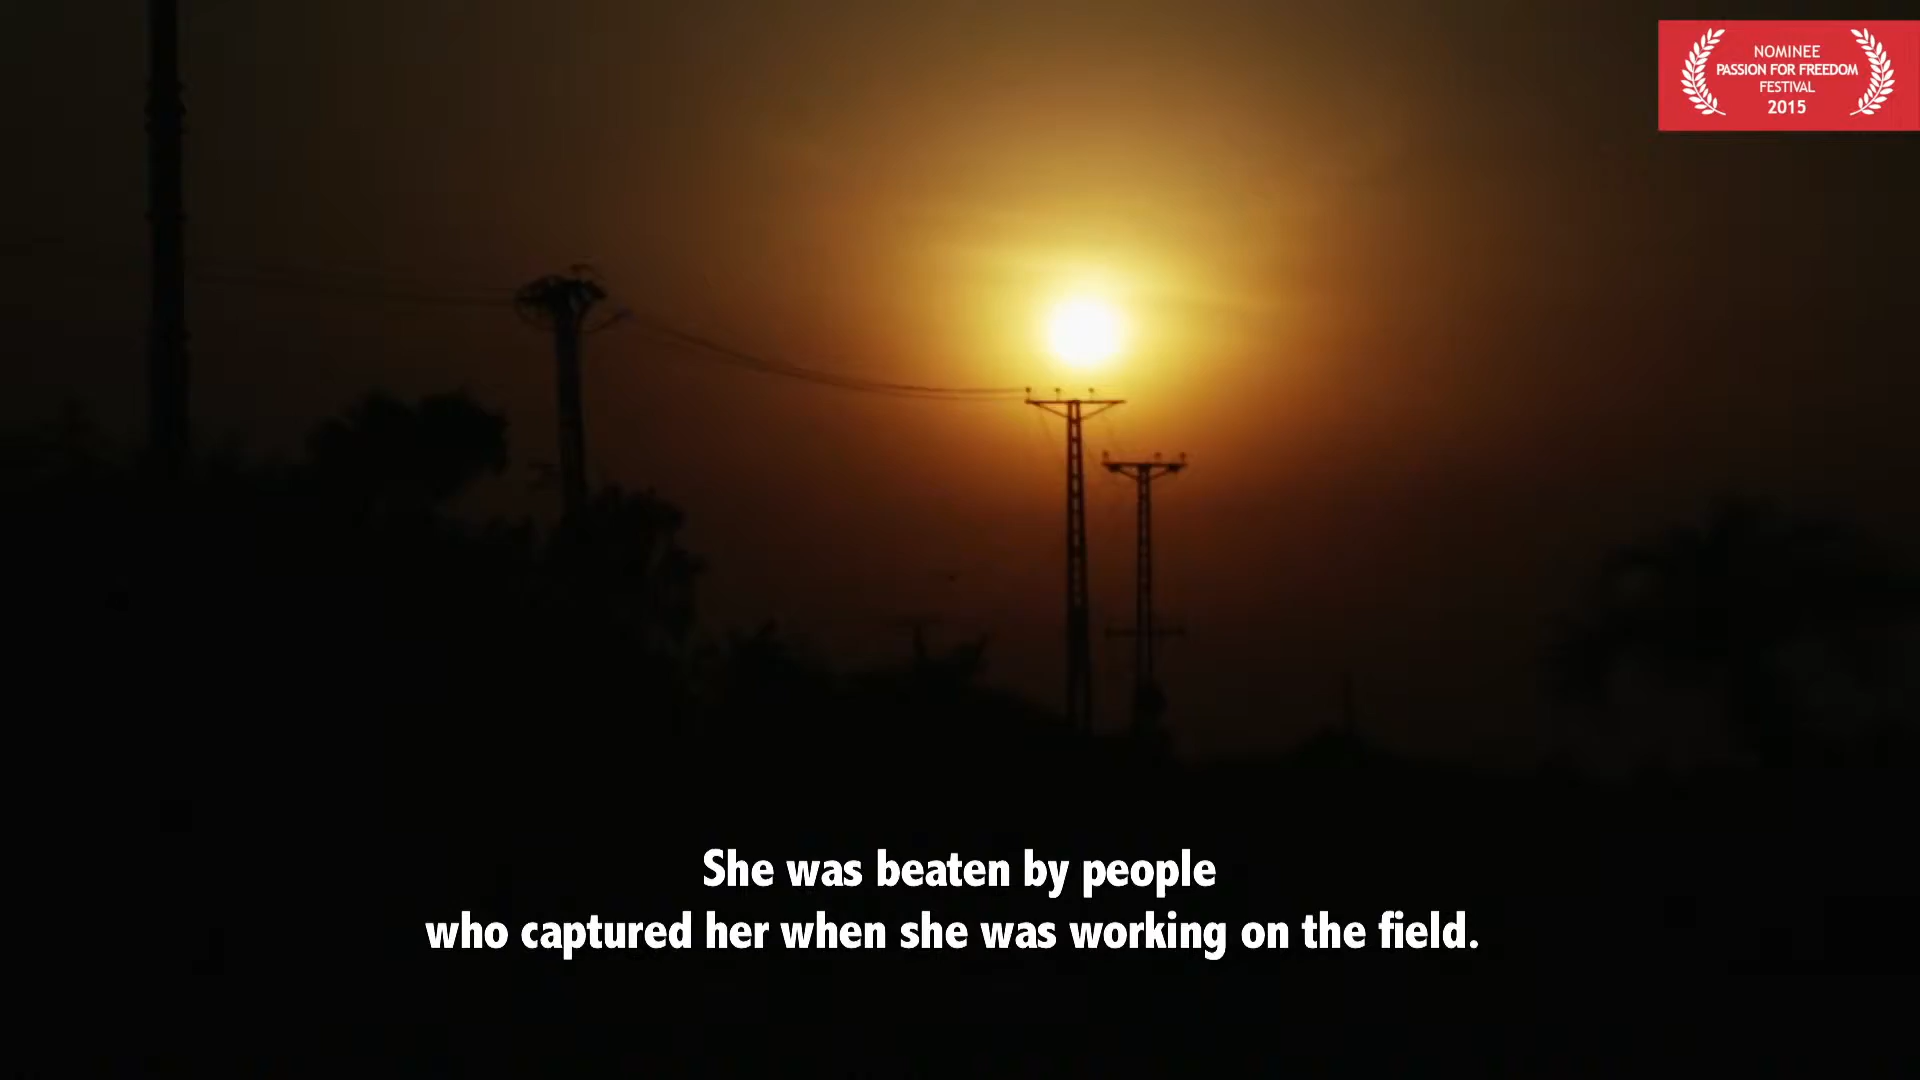 NOMINEE
PASSION FOR FREEDOM
FESTIVAL
2015
She was beaten by people
who captured her when she was working on the field.